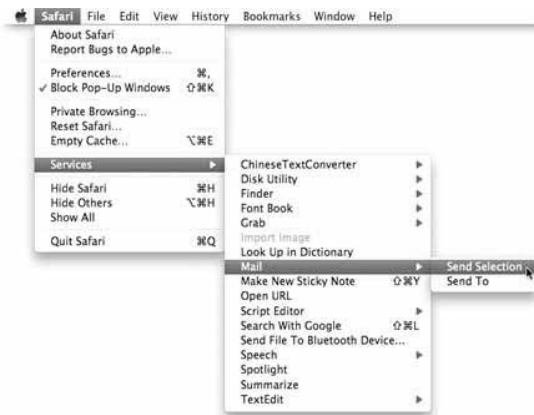 Safari File Edit View History Bookmarks Window Help
About Safari
Report Bugs to Apple...
Preferences... ⌘,
✓ Block Pop-Up Windows ⇧⌘K
Private Browsing...
Reset Safari...
Empty Cache... ⌥⌘E
Services
Hide Safari ⌘H
Hide Others ⌥⌘H
Show All
Quit Safari ⌘Q
ChineseTextConverter
Disk Utility
Finder
Font Book
Grab
Import Image
Look Up in Dictionary
Mail
Make New Sticky Note ⇧⌘Y
Open URL
Script Editor
Search With Google ⇧⌘L
Send File To Bluetooth Device...
Speech
Spotlight
Summarize
TextEdit
Send Selection
Send To